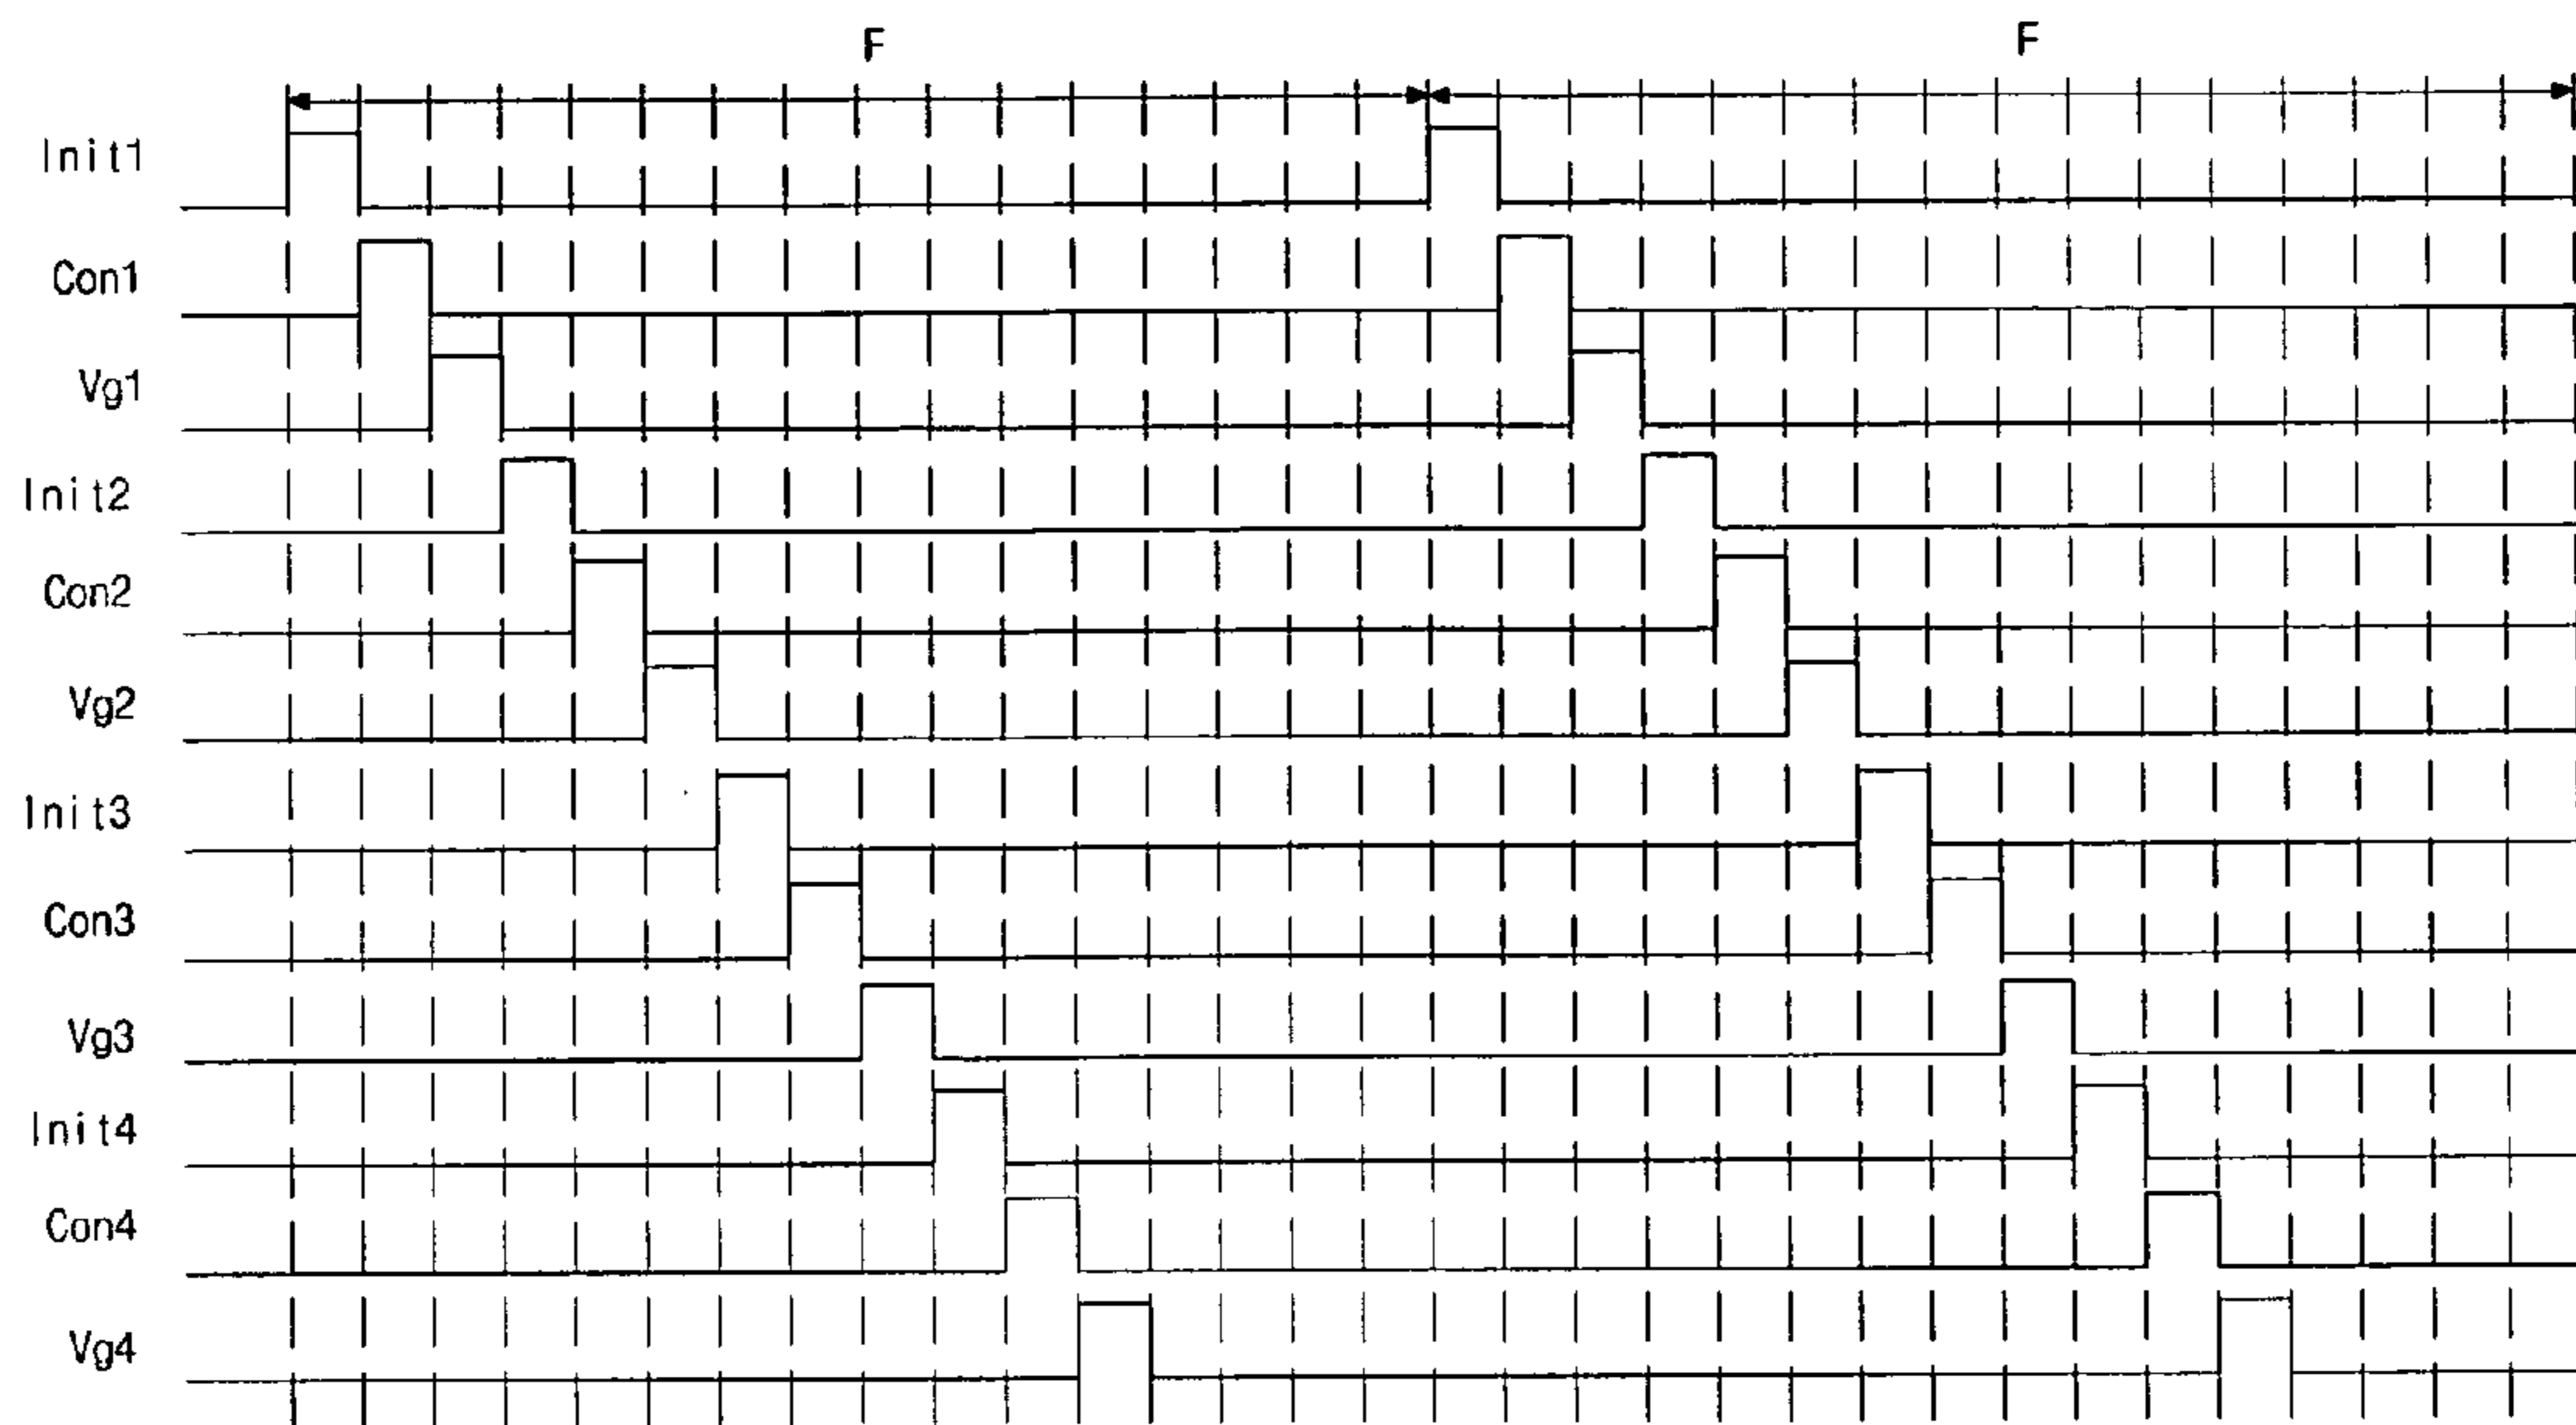 F F
Init1
Con1
Vg1
Init2
Con2
Vg2
Init3
Con3
Vg3
Init4
Con4
Vg4